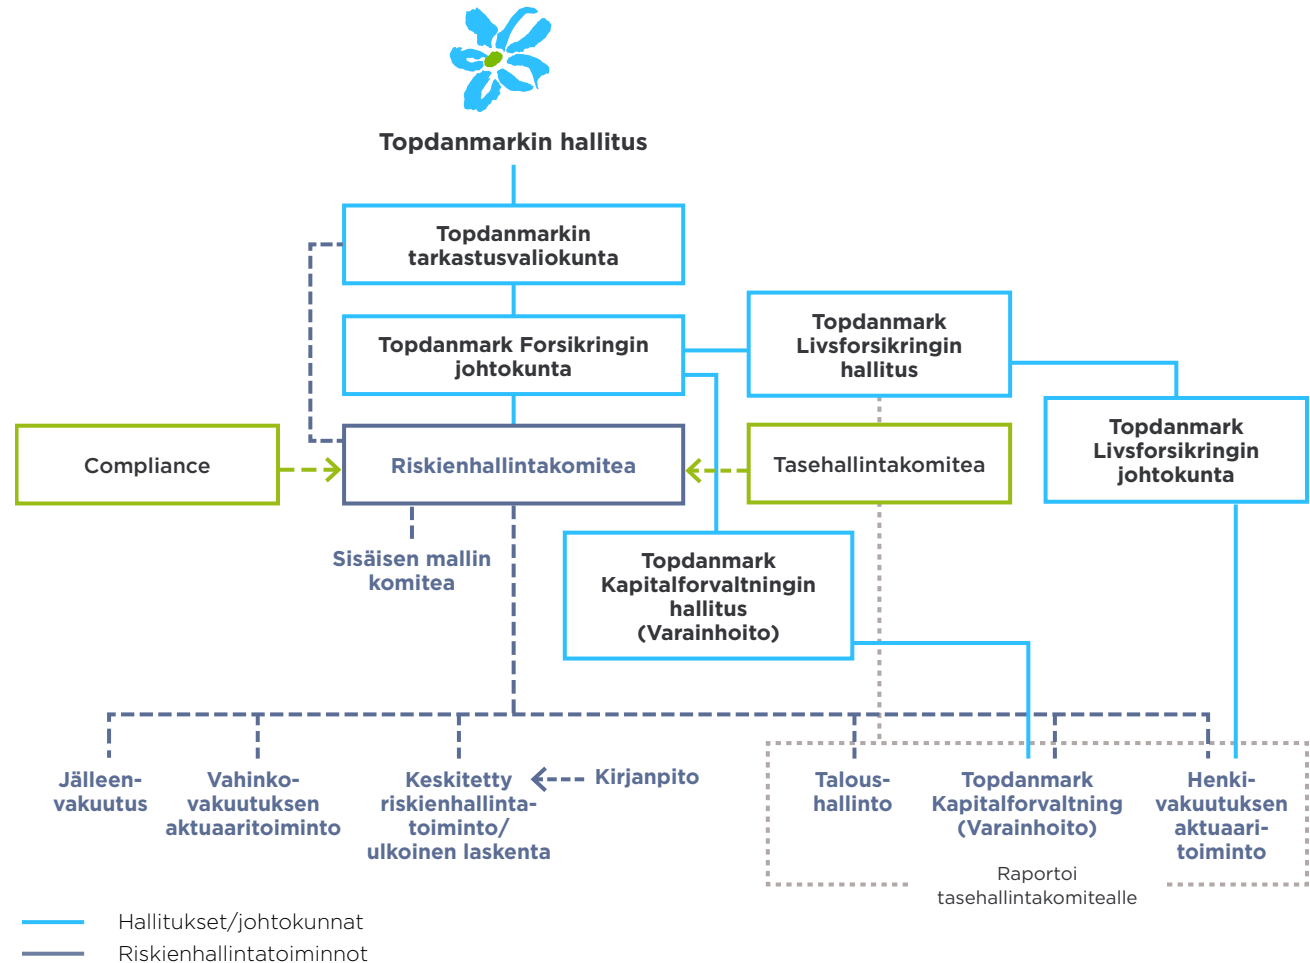 Topdanmarkin hallitus
Topdanmarkin
tarkastusvaliokunta
Topdanmark Forsikringin
johtokunta
Topdanmark
Livsforsikringin
hallitus
Topdanmark
Livsforsikringin
johtokunta
Compliance
Riskienhallintakomitea
Tasehallintakomitea
Sisäisen mallin
komitea
Topdanmark
Kapitalforvaltningin
hallitus
(Varainhoito)
Jälleen-
vakuutus
Vahinko-
vakuutuksen
aktuaaritoiminto
Keskitetty
riskienhallinta-
toiminto/
ulkoinen laskenta
Kirjanpito
Talous-
hallinto
Topdanmark
Kapitalforvaltning
(Varainhoito)
Henki-
vakuutuksen
aktuaari-
toiminto
Raportoi
tasehallintakomitealle
Hallitukset/johtokunnat
Riskienhallintatoiminnot